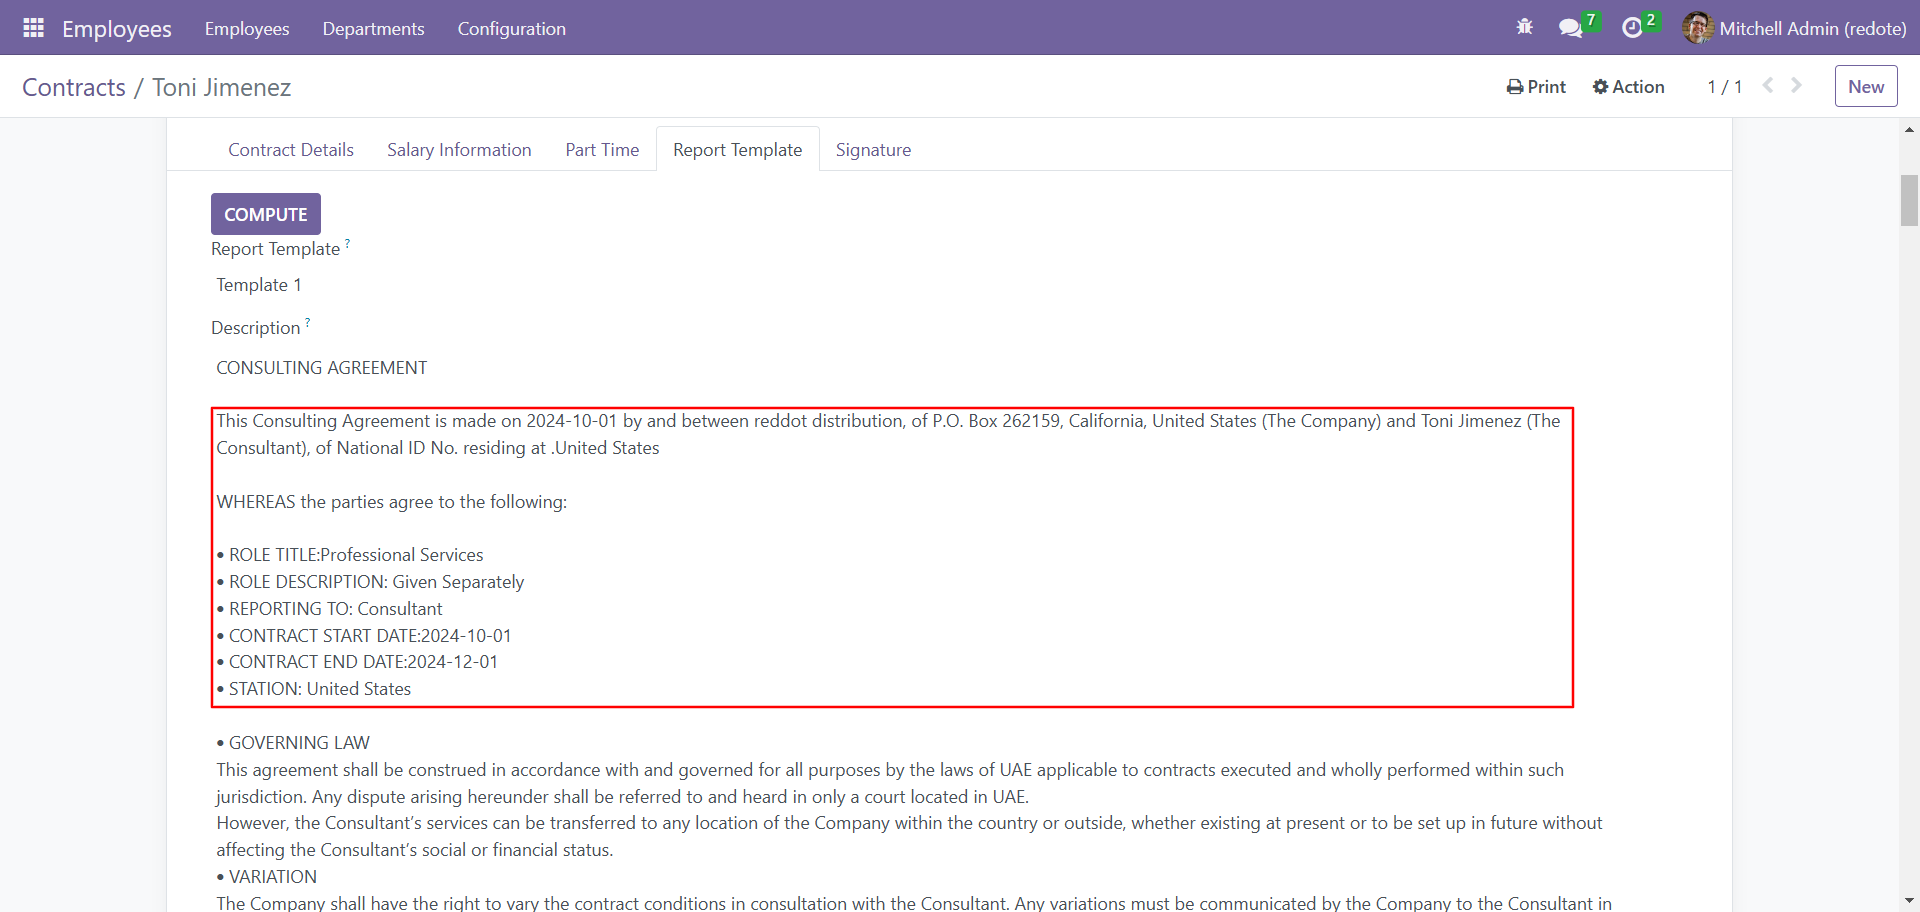 Employees Employees Departments Configuration 7 2 Mitchell Admin (redote)
Contracts / Toni Jimenez Print Action 1 / 1 New
Contract Details Salary Information Part Time Report Template Signature
COMPUTE
Report Template ?
Template 1
Description ?
CONSULTING AGREEMENT
This Consulting Agreement is made on 2024-10-01 by and between reddot distribution, of P.O. Box 262159, California, United States (The Company) and Toni Jimenez (The
Consultant), of National ID No. residing at .United States
WHEREAS the parties agree to the following:
• ROLE TITLE:Professional Services
• ROLE DESCRIPTION: Given Separately
• REPORTING TO: Consultant
• CONTRACT START DATE:2024-10-01
• CONTRACT END DATE:2024-12-01
• STATION: United States
• GOVERNING LAW
This agreement shall be construed in accordance with and governed for all purposes by the laws of UAE applicable to contracts executed and wholly performed within such
jurisdiction. Any dispute arising hereunder shall be referred to and heard in only a court located in UAE.
However, the Consultant’s services can be transferred to any location of the Company within the country or outside, whether existing at present or to be set up in future without
affecting the Consultant’s social or financial status.
• VARIATION
The Company shall have the right to vary the contract conditions in consultation with the Consultant. Any variations must be communicated by the Company to the Consultant in